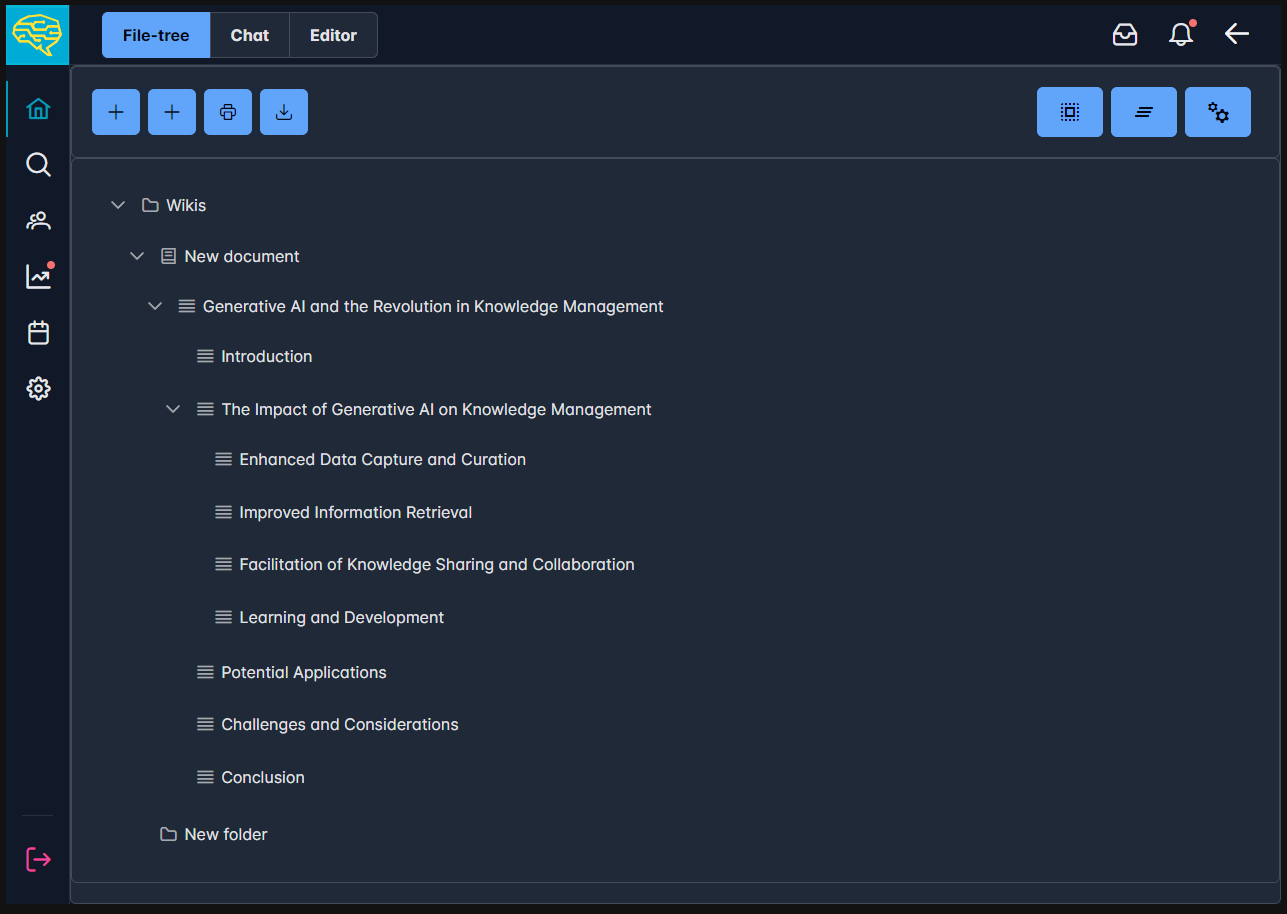 File-tree
Chat
Editor
Wikis
New document
Generative AI and the Revolution in Knowledge Management
Introduction
The Impact of Generative AI on Knowledge Management
Enhanced Data Capture and Curation
Improved Information Retrieval
Facilitation of Knowledge Sharing and Collaboration
Learning and Development
Potential Applications
Challenges and Considerations
Conclusion
New folder